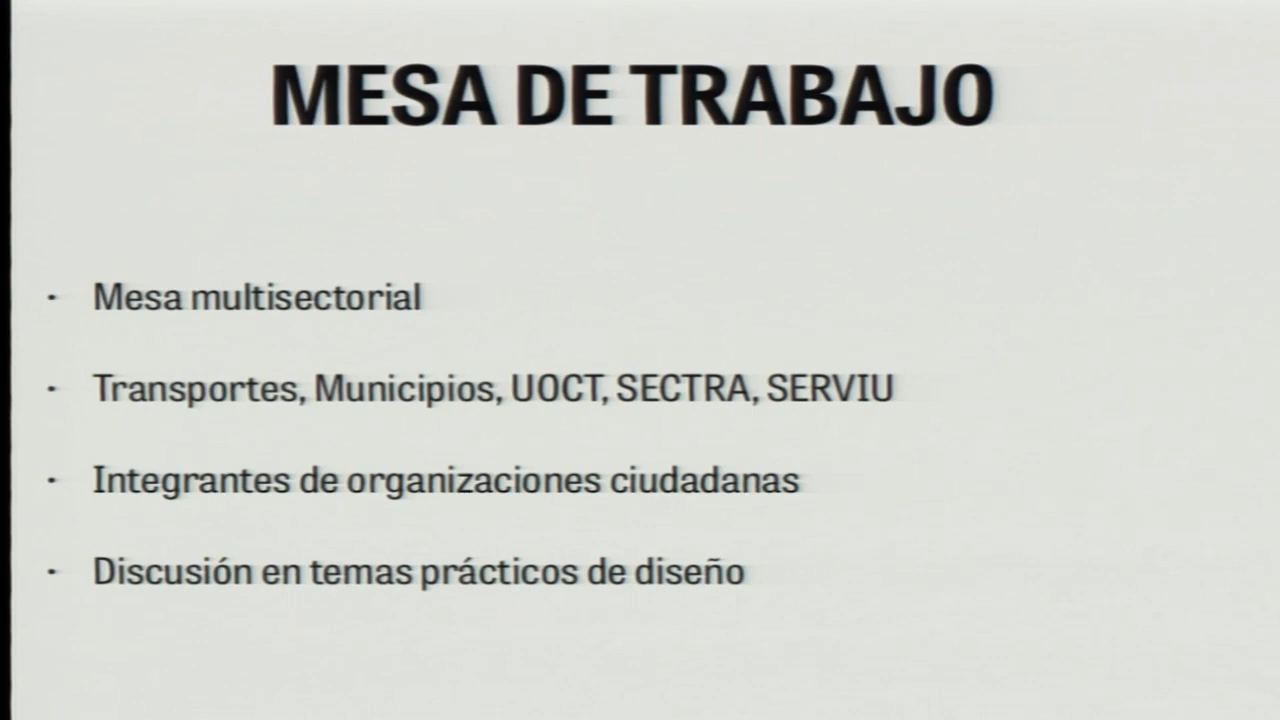 MESA DE TRABAJO
· Mesa multisectorial
· Transportes, Municipios, UOCT, SECTRA, SERVIU
· Integrantes de organizaciones ciudadanas
· Discusión en temas prácticos de diseño